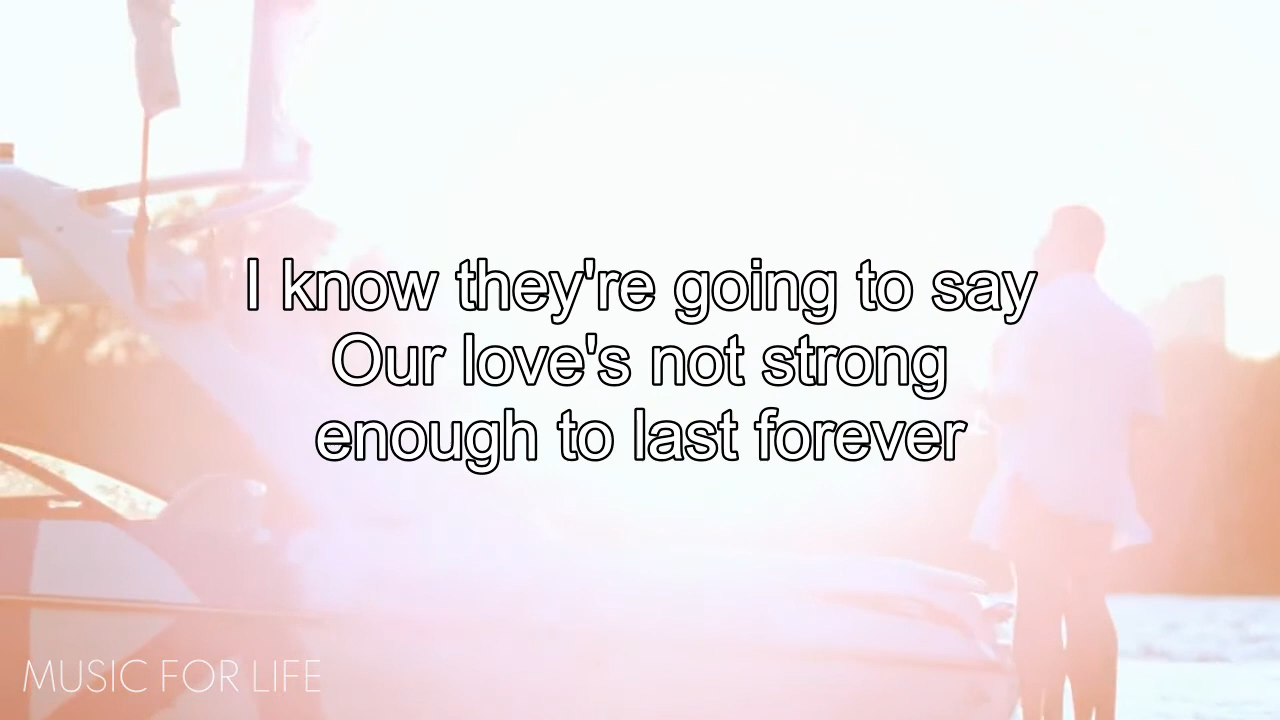 I know they're going to say
Our love's not strong
enough to last forever
MUSIC FOR LIFE